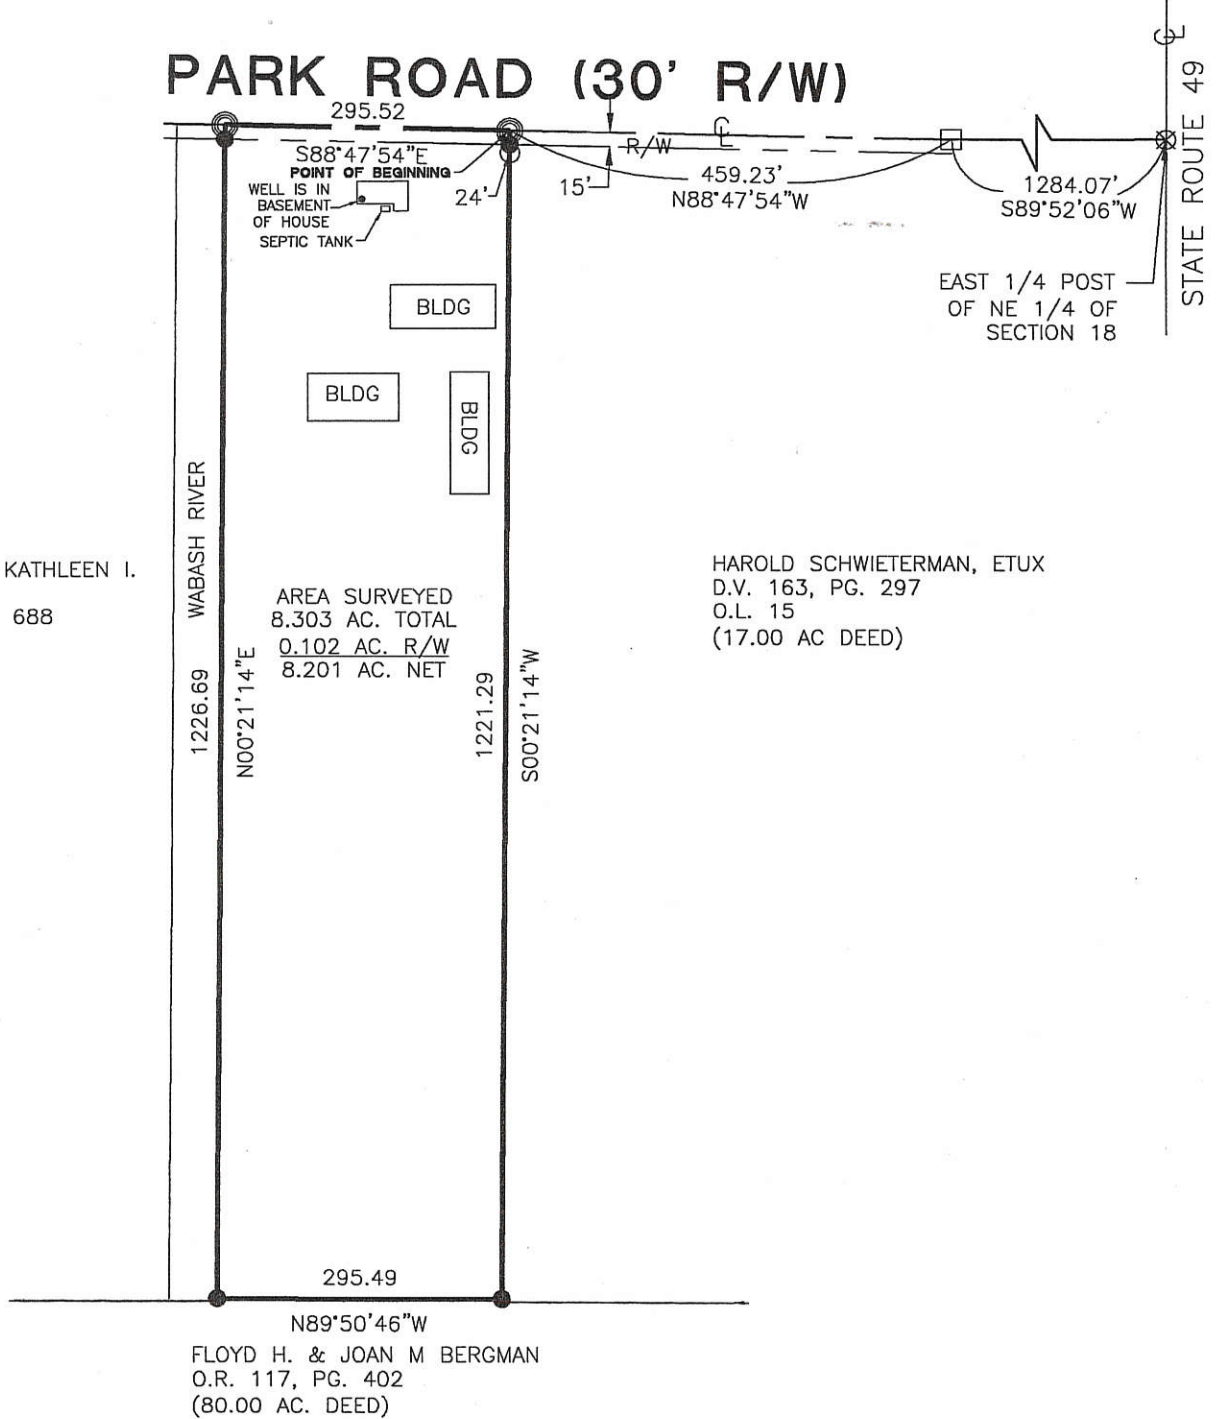 PARK ROAD (30' R/W)
295.52
S88°47'54"E
POINT OF BEGINNING
WELL IS IN
BASEMENT
OF HOUSE
SEPTIC TANK
24'
15'
R/W
CL
459.23'
N88°47'54"W
1284.07'
S89°52'06"W
CL
STATE ROUTE 49
EAST 1/4 POST
OF NE 1/4 OF
SECTION 18
BLDG
BLDG
BLDG
WABASH RIVER
KATHLEEN I.
688
AREA SURVEYED
8.303 AC. TOTAL
0.102 AC. R/W
8.201 AC. NET
1226.69
N00°21'14"E
1221.29
S00°21'14"W
HAROLD SCHWIETERMAN, ETUX
D.V. 163, PG. 297
O.L. 15
(17.00 AC DEED)
295.49
N89°50'46"W
FLOYD H. & JOAN M BERGMAN
O.R. 117, PG. 402
(80.00 AC. DEED)